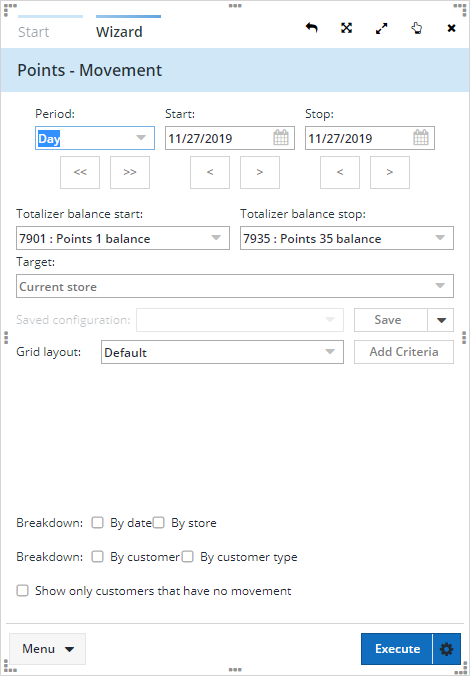 Start Wizard
Points - Movement
Period: Start: Stop:
Day 11/27/2019 11/27/2019
<< >> < > < >
Totalizer balance start: Totalizer balance stop:
7901 : Points 1 balance 7935 : Points 35 balance
Target:
Current store
Saved configuration: Save
Grid layout: Default Add Criteria
Breakdown: By date By store
Breakdown: By customer By customer type
Show only customers that have no movement
Menu Execute